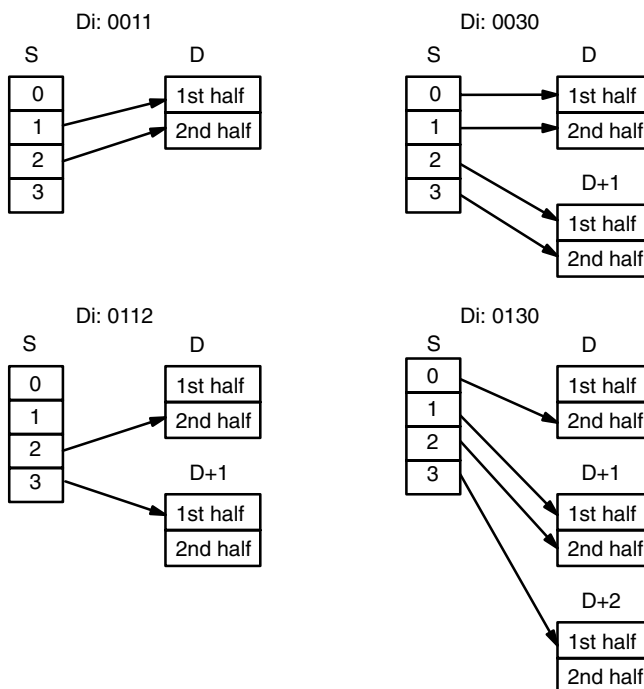 Di: 0011
S
D
0
1
2
3
1st half
2nd half
Di: 0030
S
D
0
1
2
3
1st half
2nd half
D+1
1st half
2nd half
Di: 0112
S
D
0
1
2
3
1st half
2nd half
D+1
1st half
2nd half
Di: 0130
S
D
0
1
2
3
1st half
2nd half
D+1
1st half
2nd half
D+2
1st half
2nd half